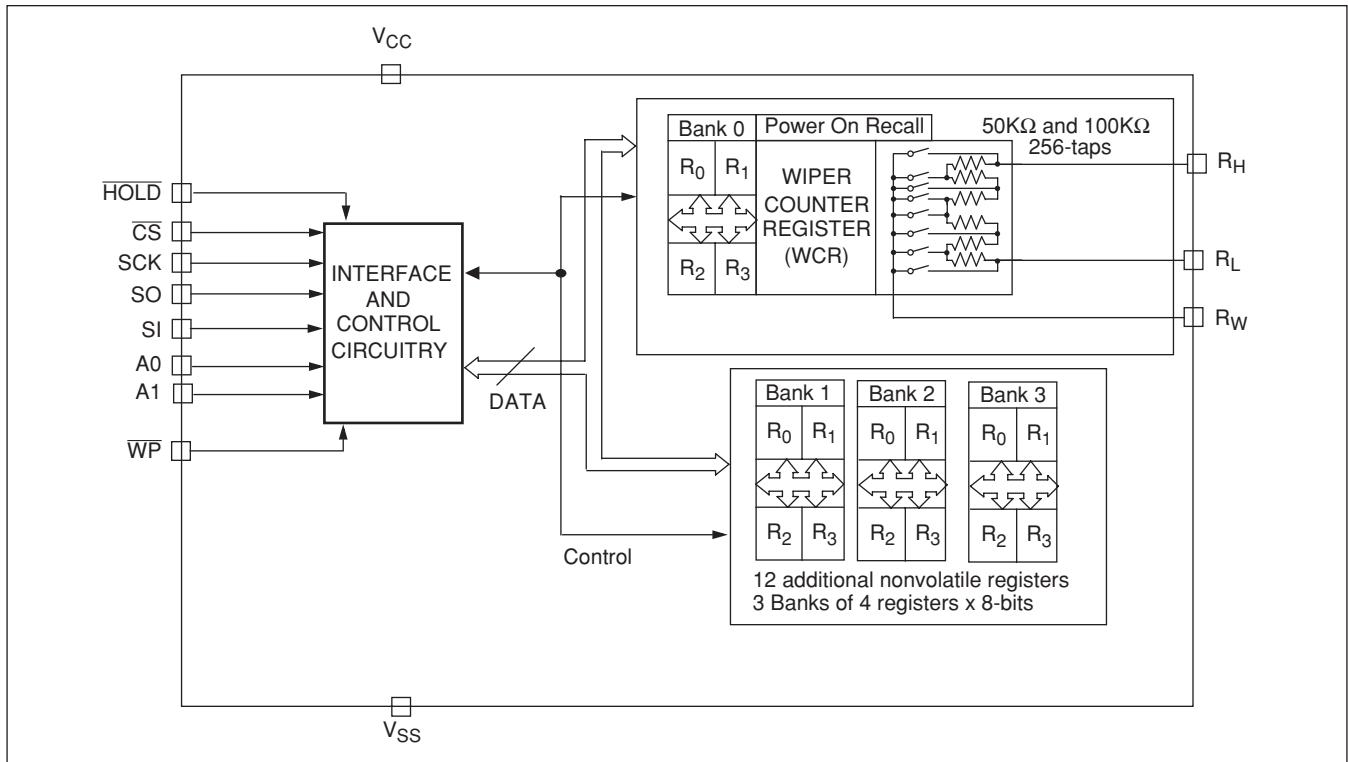 VCC
Bank 0
Power On Recall
50KΩ and 100KΩ
256-taps
R0 R1
R2 R3
WIPER
COUNTER
REGISTER
(WCR)
RH
RL
RW
HOLD
CS
SCK
SO
SI
A0
A1
WP
INTERFACE
AND
CONTROL
CIRCUITRY
DATA
Control
Bank 1
R0 R1
R2 R3
Bank 2
R0 R1
R2 R3
Bank 3
R0 R1
R2 R3
12 additional nonvolatile registers
3 Banks of 4 registers x 8-bits
VSS